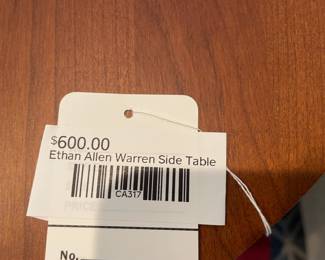 $600.00
Ethan Allen Warren Side Table
CA317
No.